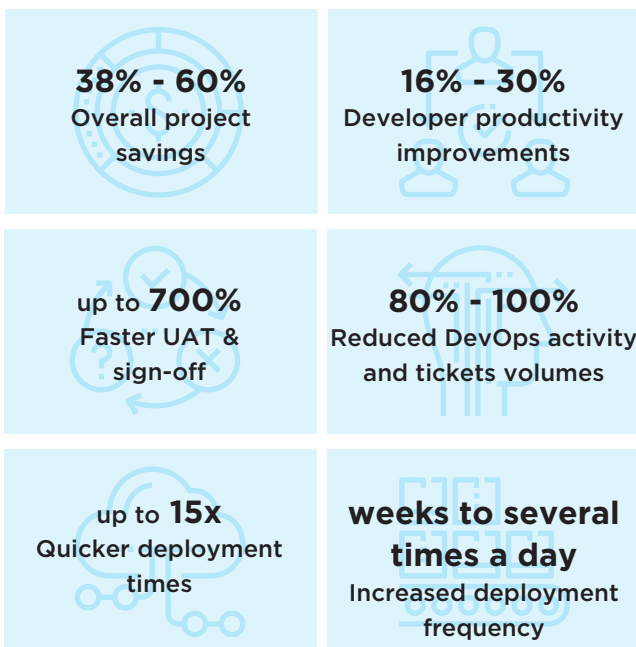 38% - 60%
Overall project
savings
16% - 30%
Developer productivity
improvements
up to 700%
Faster UAT &
sign-off
80% - 100%
Reduced DevOps activity
and tickets volumes
up to 15x
Quicker deployment
times
weeks to several
times a day
Increased deployment
frequency